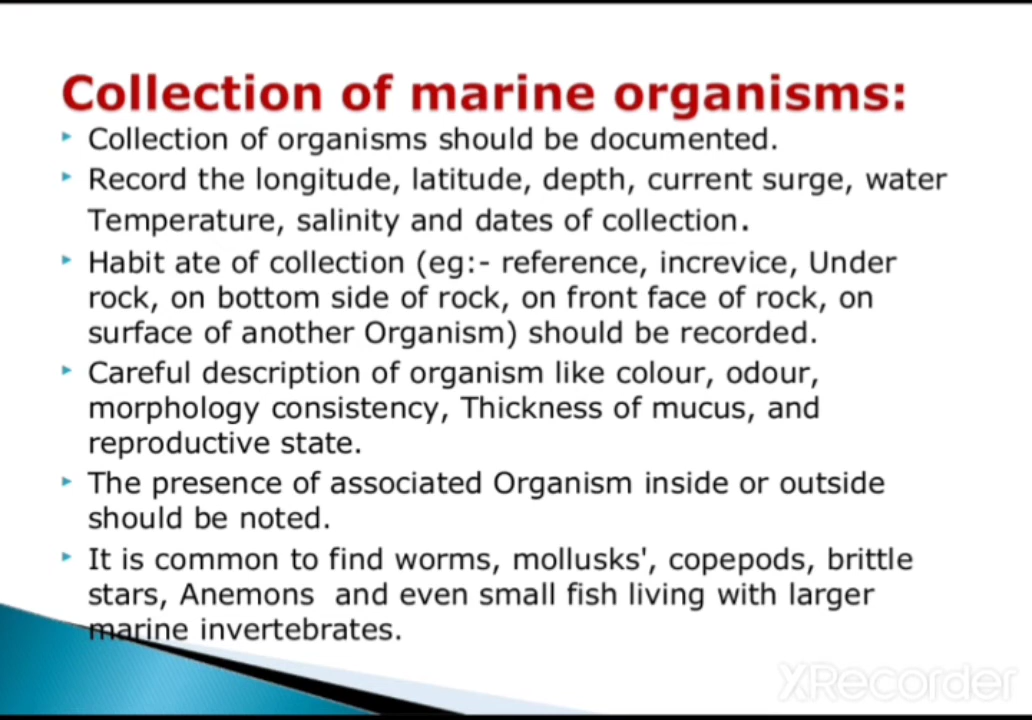 Collection of marine organisms:
Collection of organisms should be documented.
Record the longitude, latitude, depth, current surge, water
Temperature, salinity and dates of collection.
Habit ate of collection (eg:- reference, increvice, Under
rock, on bottom side of rock, on front face of rock, on
surface of another Organism) should be recorded.
Careful description of organism like colour, odour,
morphology consistency, Thickness of mucus, and
reproductive state.
The presence of associated Organism inside or outside
should be noted.
It is common to find worms, mollusks', copepods, brittle
stars, Anemons  and even small fish living with larger
marine invertebrates.
XRecorder